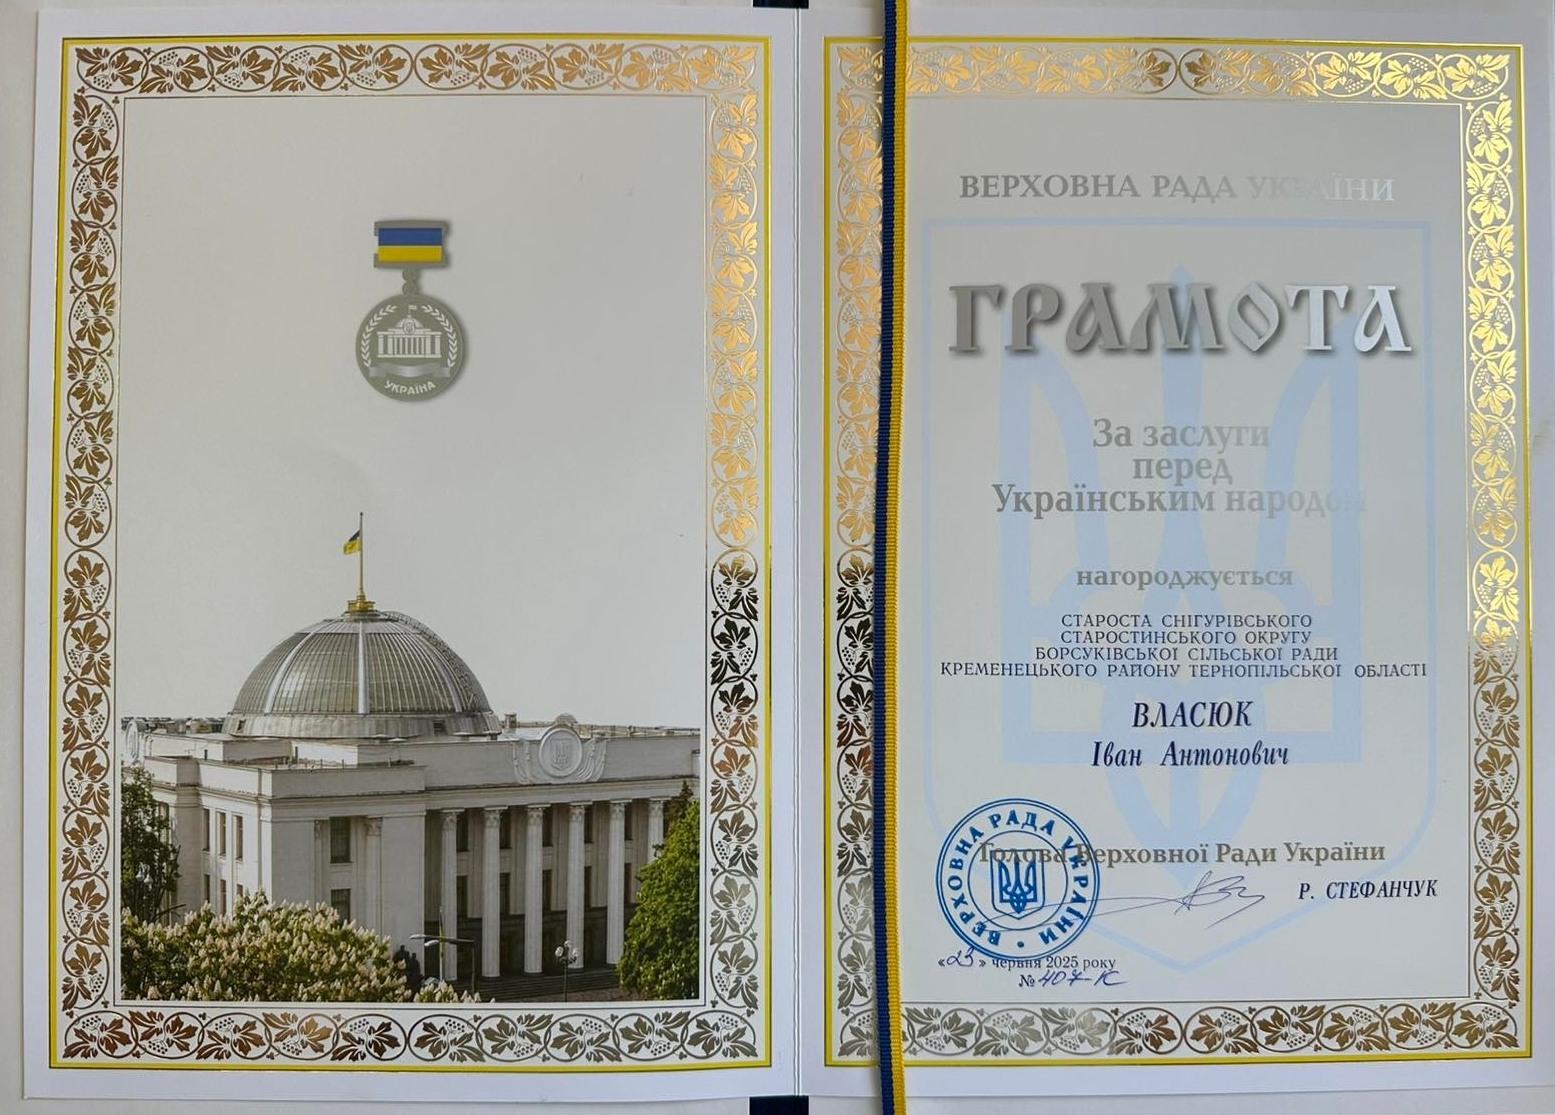 УКРАЇНА
ВЕРХОВНА РАДА УКРАЇНИ
ГРАМОТА
За заслуги
перед
Українським народом
нагороджується
СТАРОСТА СНІГУРІВСЬКОГО
СТАРОСТИНСЬКОГО ОКРУГУ
БОРСУКІВСЬКОЇ СІЛЬСЬКОЇ РАДИ
КРЕМЕНЕЦЬКОГО РАЙОНУ ТЕРНОПІЛЬСЬКОЇ ОБЛАСТІ
ВЛАСЮК
Іван Антонович
Голова Верховної Ради України
Р. СТЕФАНЧУК
ВЕРХОВНА РАДА УКРАЇНИ
«23» червня 2025 року
№ 407-К